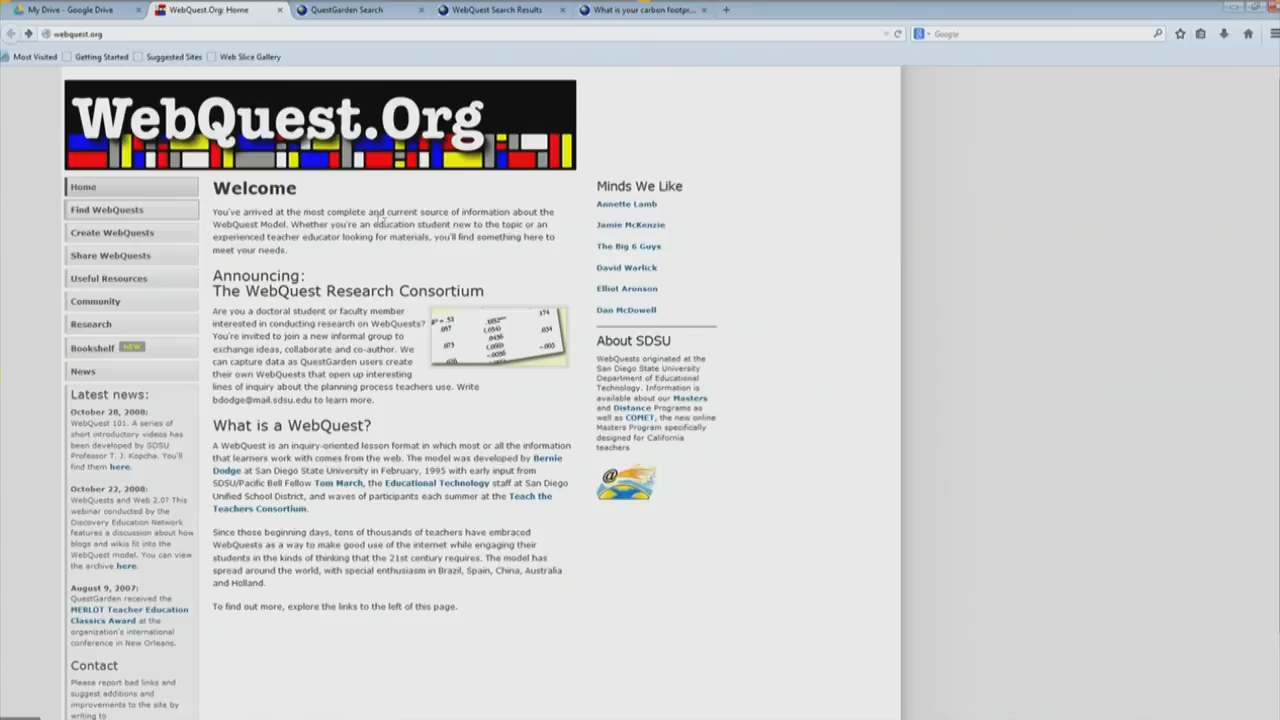 My Drive - Google Drive
WebQuest.Org: Home
QuestGarden Search
WebQuest Search Results
What is your carbon footpr...
webquest.org
Google
Most Visited
Getting Started
Suggested Sites
Web Slice Gallery
WebQuest.Org
Home
Find WebQuests
Create WebQuests
Share WebQuests
Useful Resources
Community
Research
Bookshelf NEW
News
Latest news:
October 28, 2008:
WebQuest 101. A series of
short introductory videos has
been developed by SDSU
Professor T. J. Kopcha. You'll
find them here.
October 22, 2008:
WebQuests and Web 2.0? This
webinar conducted by the
Discovery Education Network
features a discussion about how
blogs and wikis fit into the
WebQuest model. You can view
the archive here.
August 9, 2007:
QuestGarden received the
MERLOT Teacher Education
Classics Award at the
organization's international
conference in New Orleans.
Contact
Please report bad links and
suggest additions and
improvements to the site by
writing to
Welcome
You've arrived at the most complete and current source of information about the
WebQuest Model. Whether you're an education student new to the topic or an
experienced teacher educator looking for materials, you'll find something here to
meet your needs.
Announcing:
The WebQuest Research Consortium
Are you a doctoral student or faculty member
interested in conducting research on WebQuests?
You're invited to join a new informal group to
exchange ideas, collaborate and co-author. We
can capture data as QuestGarden users create
their own WebQuests that open up interesting
lines of inquiry about the planning process teachers use. Write
bdodge@mail.sdsu.edu to learn more.
What is a WebQuest?
A WebQuest is an inquiry-oriented lesson format in which most or all the information
that learners work with comes from the web. The model was developed by Bernie
Dodge at San Diego State University in February, 1995 with early input from
SDSU/Pacific Bell Fellow Tom March, the Educational Technology staff at San Diego
Unified School District, and waves of participants each summer at the Teach the
Teachers Consortium.
Since those beginning days, tens of thousands of teachers have embraced
WebQuests as a way to make good use of the internet while engaging their
students in the kinds of thinking that the 21st century requires. The model has
spread around the world, with special enthusiasm in Brazil, Spain, China, Australia
and Holland.
To find out more, explore the links to the left of this page.
Minds We Like
Annette Lamb
Jamie McKenzie
The Big 6 Guys
David Warlick
Elliot Aronson
Dan McDowell
About SDSU
WebQuests originated at the
San Diego State University
Department of Educational
Technology. Information is
available about our Masters
and Distance Programs as
well as COMET, the new online
Masters Program specifically
designed for California
teachers